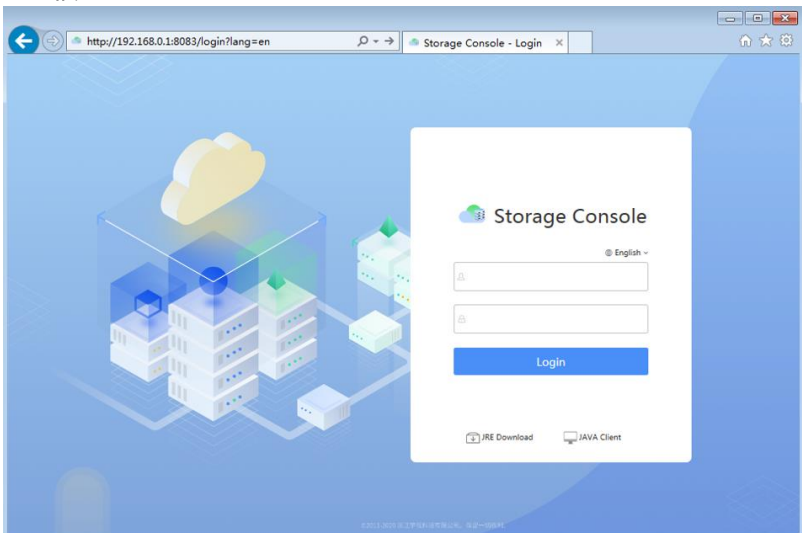 http://192.168.0.1:8083/login?lang=en
Storage Console - Login
Storage Console
English
Login
JRE Download
JAVA Client